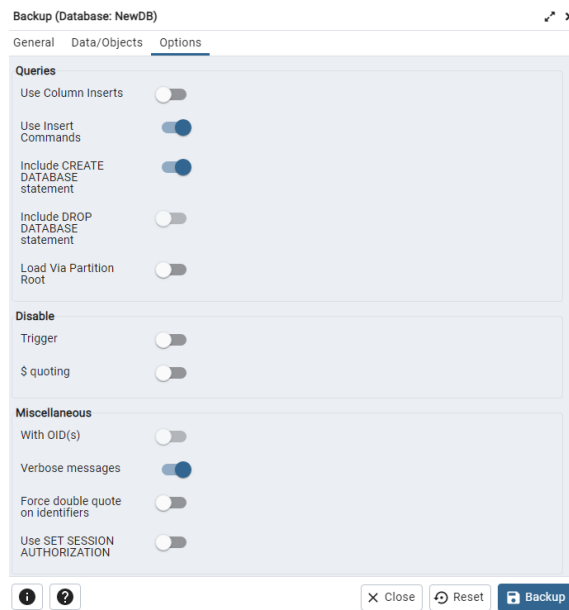 Backup (Database: NewDB)
General Data/Objects Options
Queries
Use Column Inserts
Use Insert
Commands
Include CREATE
DATABASE
statement
Include DROP
DATABASE
statement
Load Via Partition
Root
Disable
Trigger
$ quoting
Miscellaneous
With OID(s)
Verbose messages
Force double quote
on identifiers
Use SET SESSION
AUTHORIZATION
Close Reset Backup